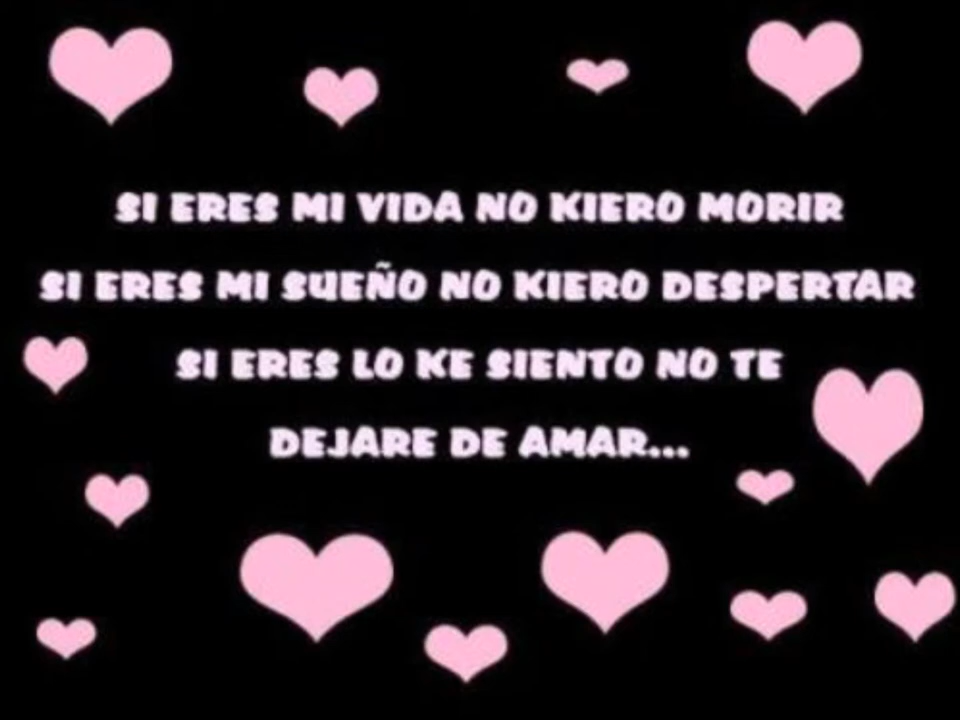 SI ERES MI VIDA NO KIERO MORIR
SI ERES MI SUEÑO NO KIERO DESPERTAR
SI ERES LO KE SIENTO NO TE
DEJARE DE AMAR...